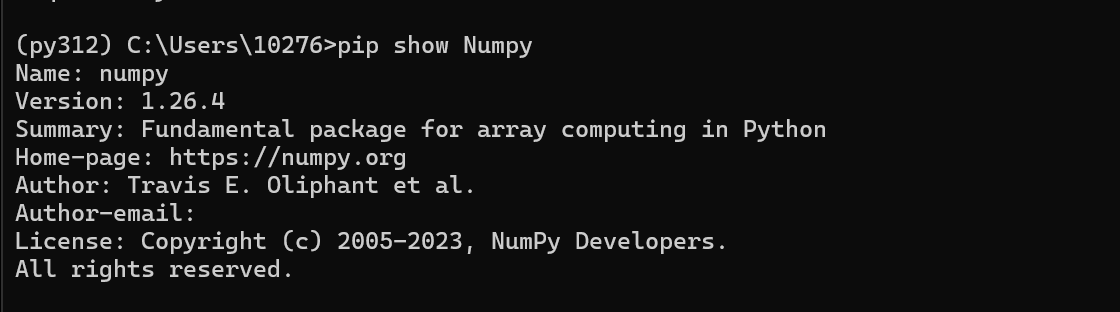 (py312) C:\Users\10276>pip show Numpy
Name: numpy
Version: 1.26.4
Summary: Fundamental package for array computing in Python
Home-page: https://numpy.org
Author: Travis E. Oliphant et al.
Author-email:
License: Copyright (c) 2005-2023, NumPy Developers.
All rights reserved.